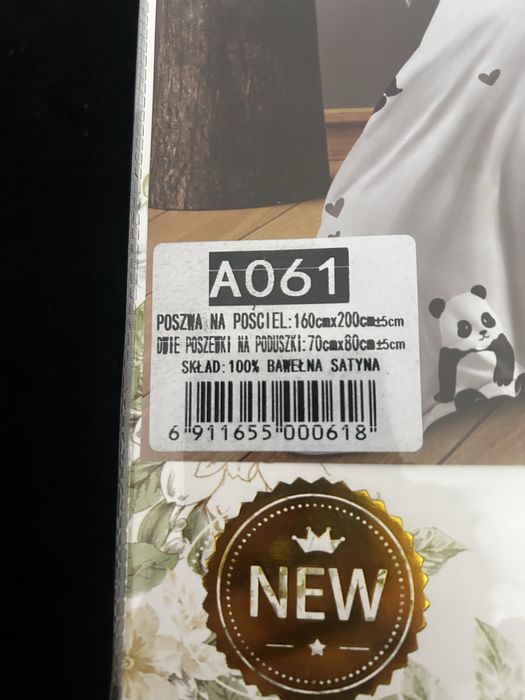 A061
POSZWA NA POŚCIEL:160cmx200cm±5cm
DWIE POSZEWKI NA PODUSZKI:70cmx80cm±5cm
SKŁAD:100% BAWEŁNA SATYNA
6 911655 000618
NEW